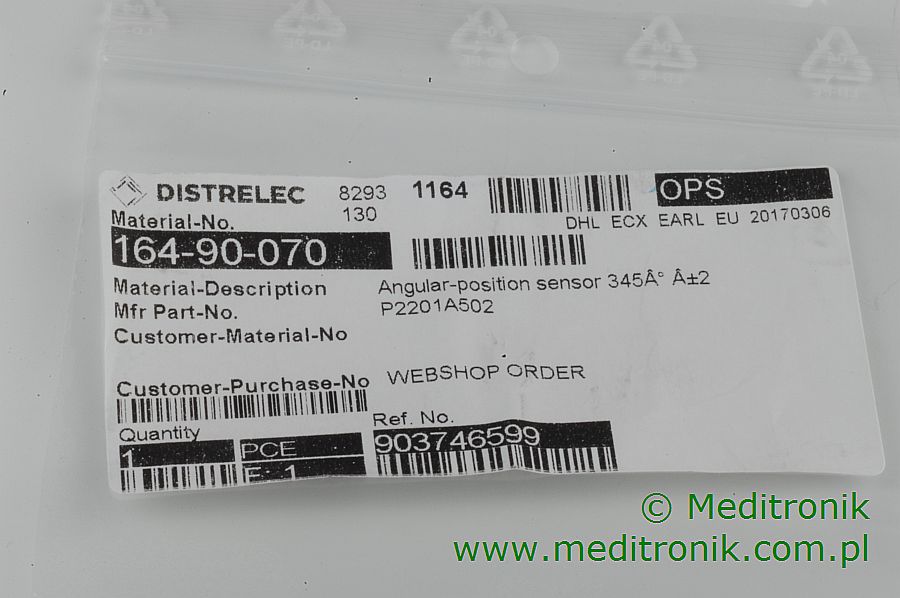 DISTRELEC 8293 1164 OPS
Material-No. 130 DHL ECX EARL EU 20170306
164-90-070
Material-Description Angular-position sensor 345Â° Â±2
Mfr Part-No. P2201A502
Customer-Material-No
Customer-Purchase-No WEBSHOP ORDER
Quantity Ref. No.
1 PCE 903746599
© Meditronik
www.meditronik.com.pl